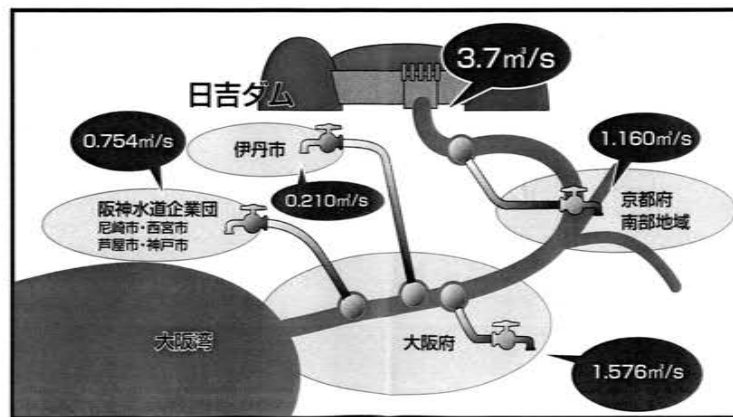 3.7㎥/s
日吉ダム
0.754㎥/s
伊丹市
1.160㎥/s
0.210㎥/s
阪神水道企業団
尼崎市・西宮市
芦屋市・神戸市
京都府
南部地域
大阪湾
大阪府
1.576㎥/s